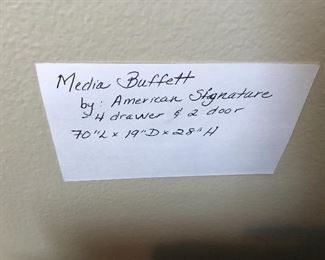 Media Buffett
by: American Signature
- 4 drawer & 2 door
70"L x 19"D x 28"H